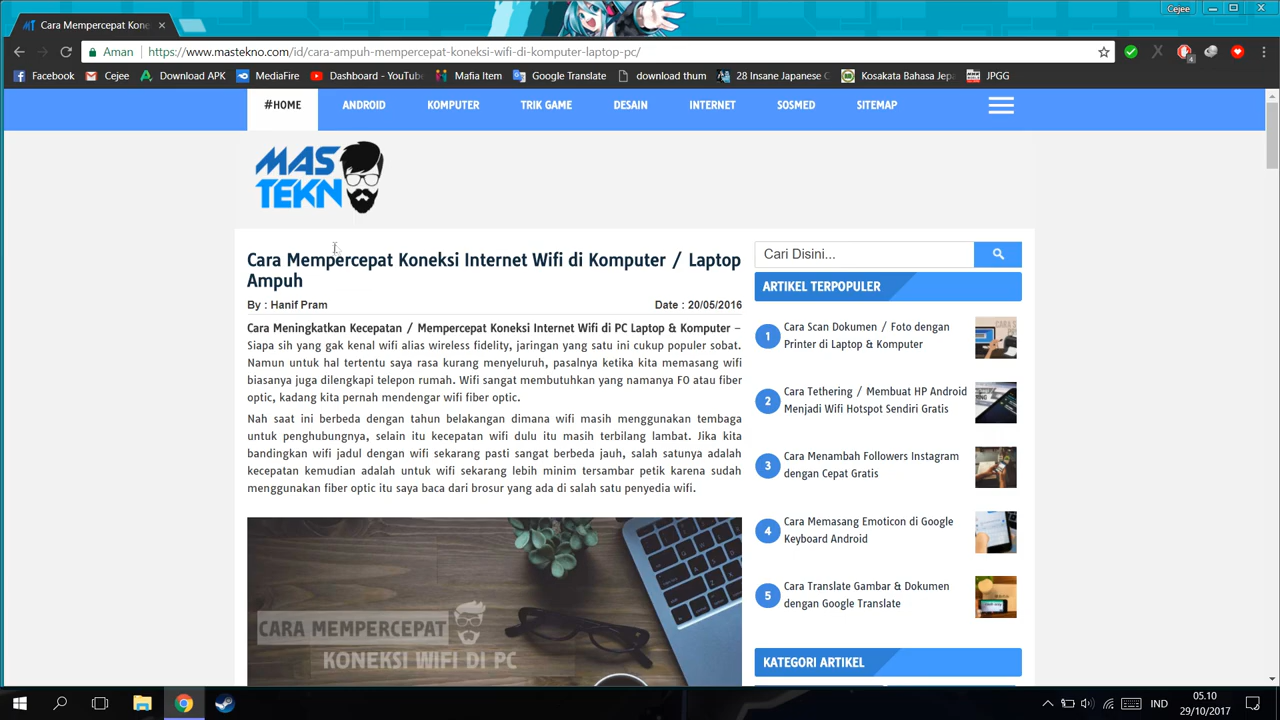 Cejee
Cara Mempercepat Kone
Aman
https://www.mastekno.com/id/cara-ampuh-mempercepat-koneksi-wifi-di-komputer-laptop-pc/
Facebook Cejee Download APK MediaFire Dashboard - YouTube Mafia Item Google Translate download thum 28 Insane Japanese C Kosakata Bahasa Jepa JPGG
#HOME ANDROID KOMPUTER TRIK GAME DESAIN INTERNET SOSMED SITEMAP
MAS
TEKN
Cara Mempercepat Koneksi Internet Wifi di Komputer / Laptop
Ampuh
By : Hanif Pram Date : 20/05/2016
Cara Meningkatkan Kecepatan / Mempercepat Koneksi Internet Wifi di PC Laptop & Komputer –
Siapa sih yang gak kenal wifi alias wireless fidelity, jaringan yang satu ini cukup populer sobat.
Namun untuk hal tertentu saya rasa kurang menyeluruh, pasalnya ketika kita memasang wifi
biasanya juga dilengkapi telepon rumah. Wifi sangat membutuhkan yang namanya FO atau fiber
optic, kadang kita pernah mendengar wifi fiber optic.
Nah saat ini berbeda dengan tahun belakangan dimana wifi masih menggunakan tembaga
untuk penghubungnya, selain itu kecepatan wifi dulu itu masih terbilang lambat. Jika kita
bandingkan wifi jadul dengan wifi sekarang pasti sangat berbeda jauh, salah satunya adalah
kecepatan kemudian adalah untuk wifi sekarang lebih minim tersambar petik karena sudah
menggunakan fiber optic itu saya baca dari brosur yang ada di salah satu penyedia wifi.
CARA MEMPERCEPAT
KONEKSI WIFI DI PC
Cari Disini...
ARTIKEL TERPOPULER
1 Cara Scan Dokumen / Foto dengan
Printer di Laptop & Komputer
2 Cara Tethering / Membuat HP Android
Menjadi Wifi Hotspot Sendiri Gratis
3 Cara Menambah Followers Instagram
dengan Cepat Gratis
4 Cara Memasang Emoticon di Google
Keyboard Android
5 Cara Translate Gambar & Dokumen
dengan Google Translate
KATEGORI ARTIKEL
IND
05.10
29/10/2017